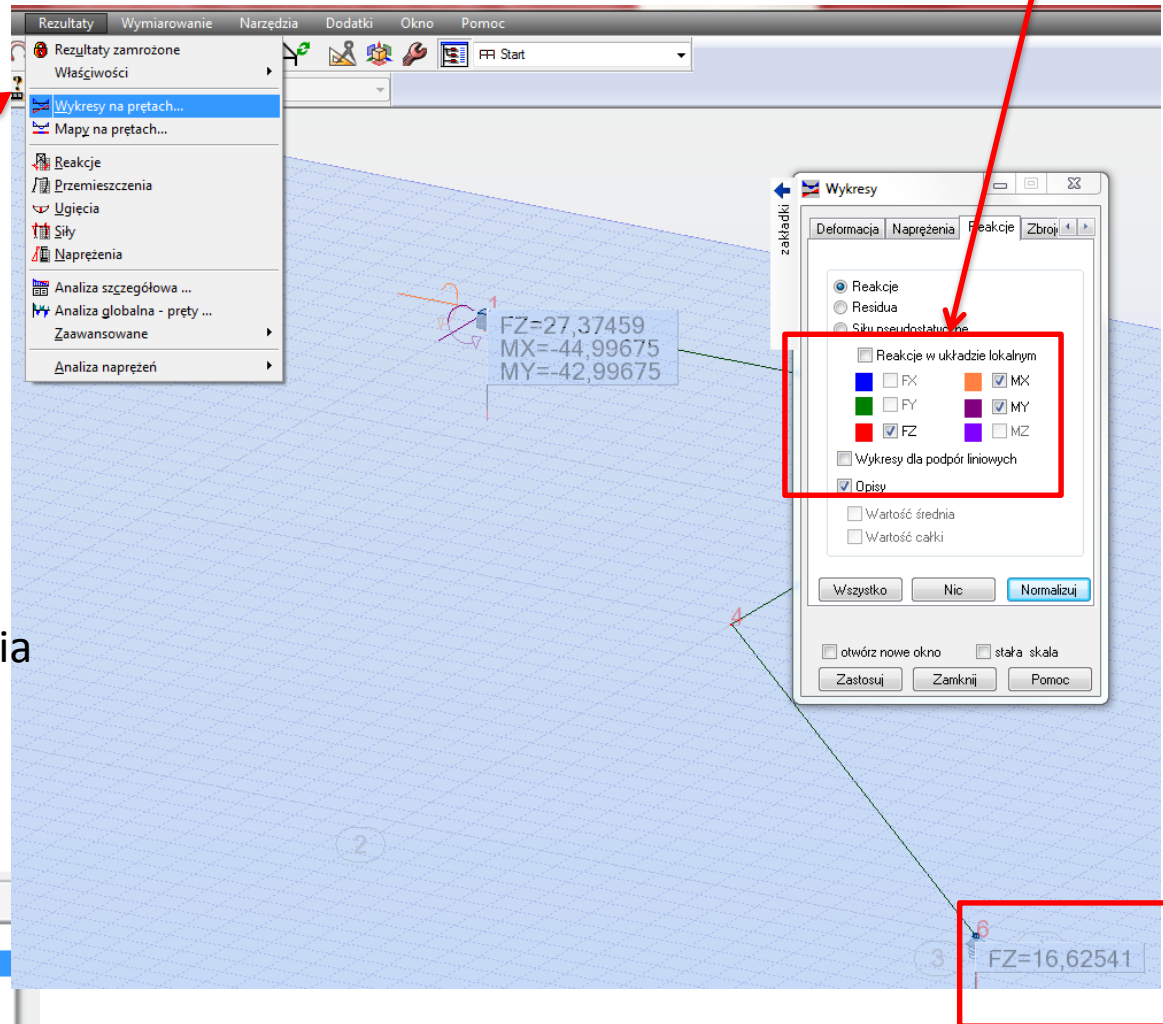 Rezultaty Wymiarowanie Narzędzia Dodatki Okno Pomoc
Rezultaty zamrożone
Właściwości
Start
Wykresy na prętach...
Mapy na prętach...
Reakcje
Przemieszczenia
Ugięcia
Siły
Naprężenia
Analiza szczegółowa ...
Analiza globalna - pręty ...
Zaawansowane
Analiza naprężeń
1
FZ=27,37459
MX=-44,99675
MY=-42,99675
zakładki
Wykresy
Deformacja Naprężenia Reakcje Zbroj
Reakcje
Residua
Siły pseudostatyczne
Reakcje w układzie lokalnym
FX MX
FY MY
FZ MZ
Wykresy dla podpór liniowych
Opisy
Wartość średnia
Wartość całki
Wszystko Nic Normalizuj
otwórz nowe okno stała skala
Zastosuj Zamknij Pomoc
4
ia
2
6
3
FZ=16,62541